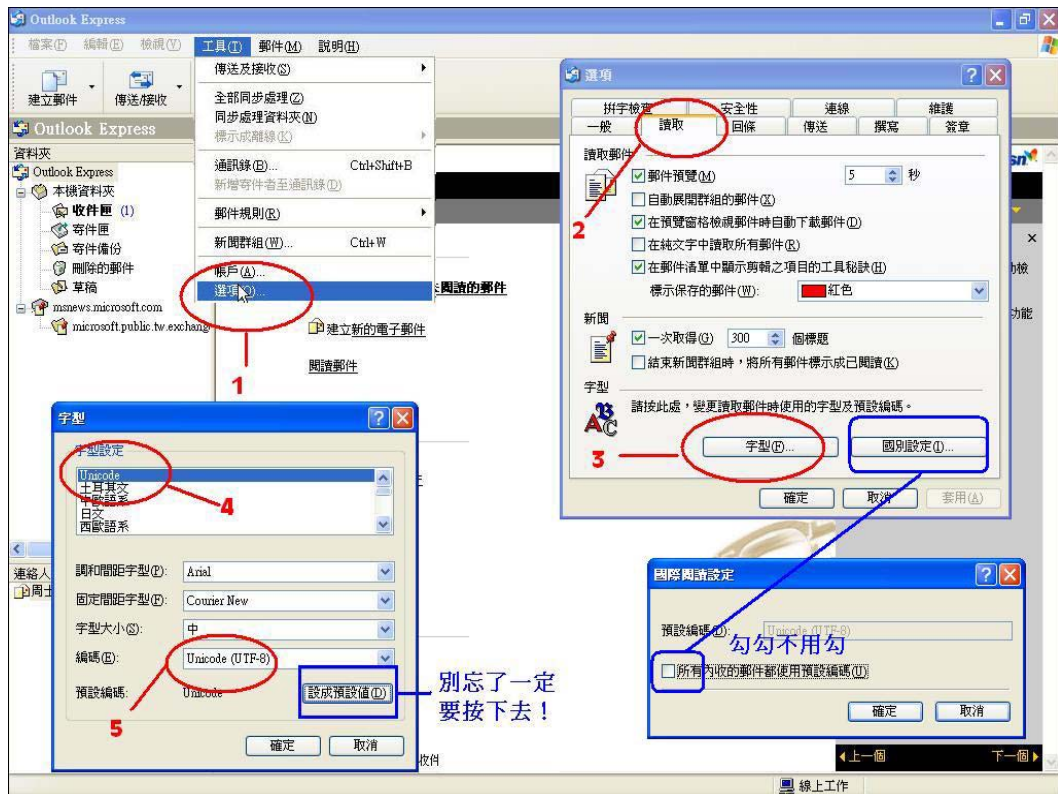 Outlook Express
檔案(F) 編輯(E) 檢視(V) 工具(T) 郵件(M) 說明(H)
建立郵件 傳送/接收
Outlook Express
資料夾
Outlook Express
本機資料夾
收件匣 (1)
寄件匣
寄件備份
刪除的郵件
草稿
msnews.microsoft.com
microsoft.public.tw.exchang
連絡人
周士
傳送及接收(S)
全部同步處理(Z)
同步處理資料夾(N)
標示成離線(K)
通訊錄(B)... Ctrl+Shift+B
新增寄件者至通訊錄(D)
郵件規則(R)
新聞群組(W)... Ctrl+W
帳戶(A)...
選項(O)...
1
閱讀的郵件
建立新的電子郵件
閱讀郵件
選項
拼字檢查 安全性 連線 維護
一般 讀取 回條 傳送 撰寫 簽章
2
讀取郵件
郵件預覽(M) 5 秒
自動展開群組的郵件(X)
在預覽窗格檢視郵件時自動下載郵件(D)
在純文字中讀取所有郵件(R)
在郵件清單中顯示剪輯之項目的工具秘訣(H)
標示保存的郵件(W): 紅色
新聞
一次取得(G) 300 個標題
結束新聞群組時，將所有郵件標示成已閱讀(K)
字型
請按此處，變更讀取郵件時使用的字型及預設編碼。
3
字型(F)... 國別設定(I)...
確定 取消 套用(A)
字型
字型設定
Unicode
土耳其文
中歐語系
日文
西歐語系
4
調和間距字型(P): Arial
固定間距字型(F): Courier New
字型大小(S): 中
編碼(E): Unicode (UTF-8)
預設編碼: Unicode 設成預設值(D)
5
確定 取消
別忘了一定
要按下去！
國際閱讀設定
預設編碼(D): Unicode (UTF-8)
勾勾不用勾
所有內收的郵件都使用預設編碼(U)
確定 取消
上一個 下一個
線上工作